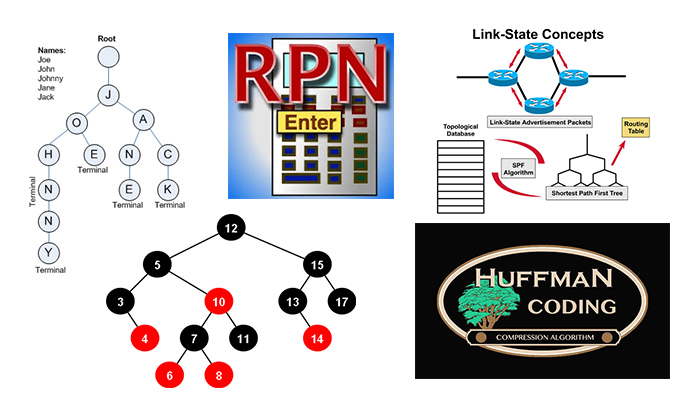 Names:
Joe
John
Johnny
Jane
Jack
Root
J
O
A
H
E
N
C
Terminal
Terminal
N
E
K
Terminal
Terminal
N
Y
Terminal
RPN
Enter
Link-State Concepts
Link-State Advertisement Packets
Topological
Database
Routing
Table
SPF
Algorithm
Shortest Path First Tree
12
5
15
3
10
13
17
4
7
11
14
6
8
HUFFMAN
CODING
COMPRESSION ALGORITHM